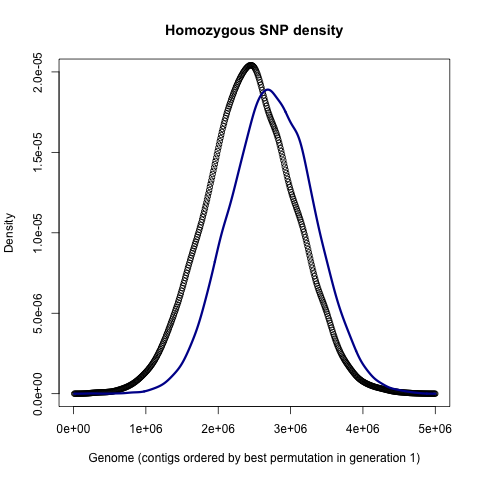 Homozygous SNP density
Density
2.0e-05
1.5e-05
1.0e-05
5.0e-06
0.0e+00
0e+00 1e+06 2e+06 3e+06 4e+06 5e+06
Genome (contigs ordered by best permutation in generation 1)